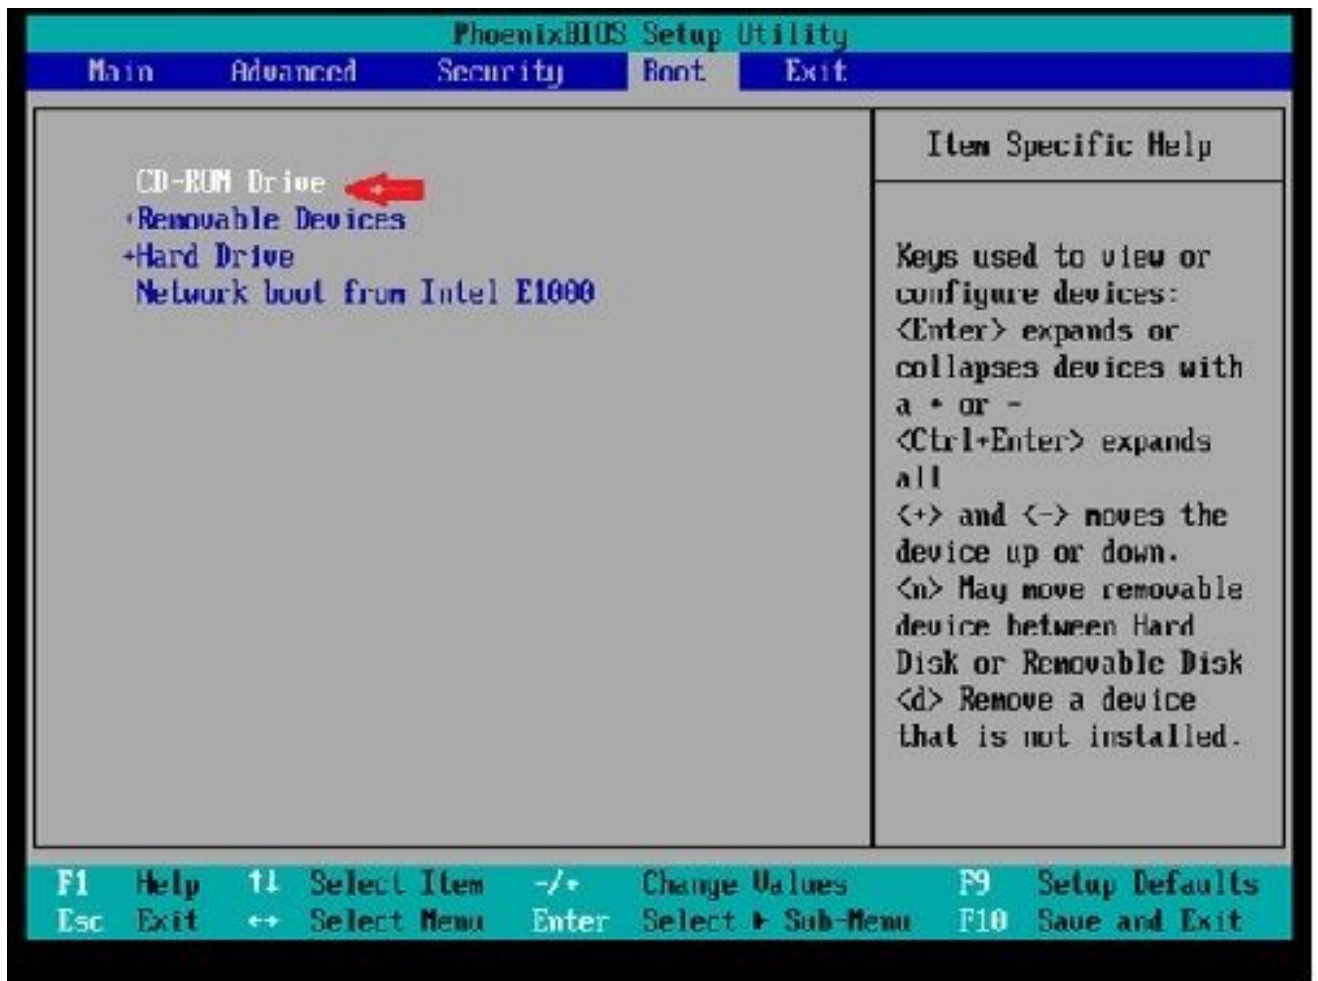 PhoenixBIOS Setup Utility
Main Advanced Security Boot Exit
CD-ROM Drive
+Removable Devices
+Hard Drive
Network boot from Intel E1000
Item Specific Help
Keys used to view or
configure devices:
<Enter> expands or
collapses devices with
a + or -
<Ctrl+Enter> expands
all
<+> and <-> moves the
device up or down.
<n> May move removable
device between Hard
Disk or Removable Disk
<d> Remove a device
that is not installed.
F1 Help ↑↓ Select Item -/+ Change Values F9 Setup Defaults
Esc Exit ↔ Select Menu Enter Select ▶ Sub-Menu F10 Save and Exit